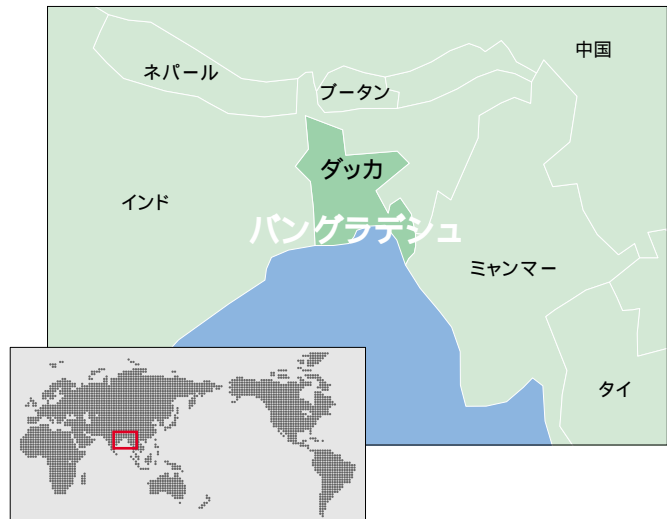 中国
ネパール
ブータン
ダッカ
インド
バングラデシュ
ミャンマー
タイ